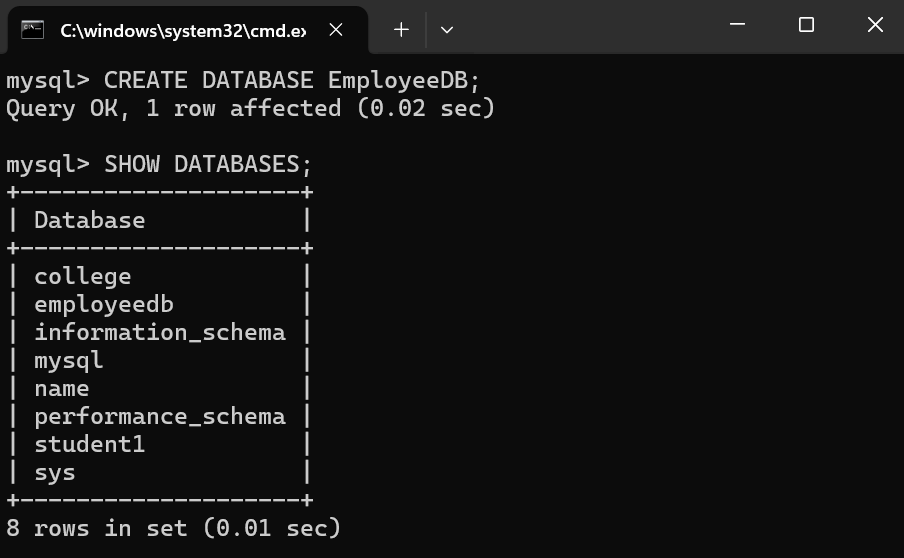 C:\windows\system32\cmd.ex
mysql> CREATE DATABASE EmployeeDB;
Query OK, 1 row affected (0.02 sec)
mysql> SHOW DATABASES;
+--------------------+
| Database           |
+--------------------+
| college            |
| employeedb         |
| information_schema |
| mysql              |
| name               |
| performance_schema |
| student1           |
| sys                |
+--------------------+
8 rows in set (0.01 sec)